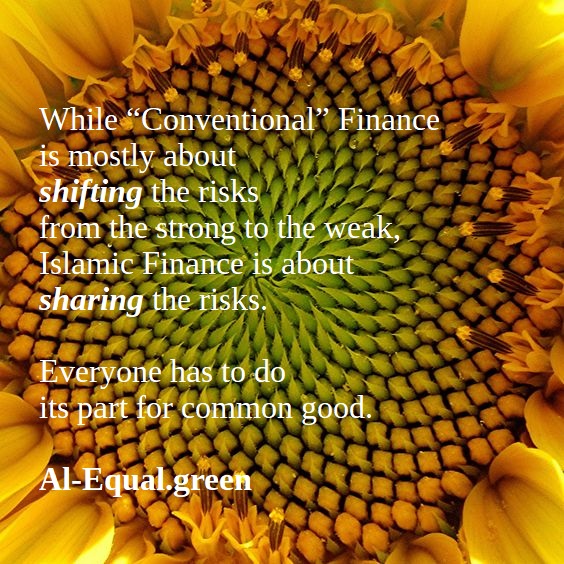 While “Conventional” Finance
is mostly about
shifting the risks
from the strong to the weak,
Islamic Finance is about
sharing the risks.
Everyone has to do
its part for common good.
Al-Equal.green